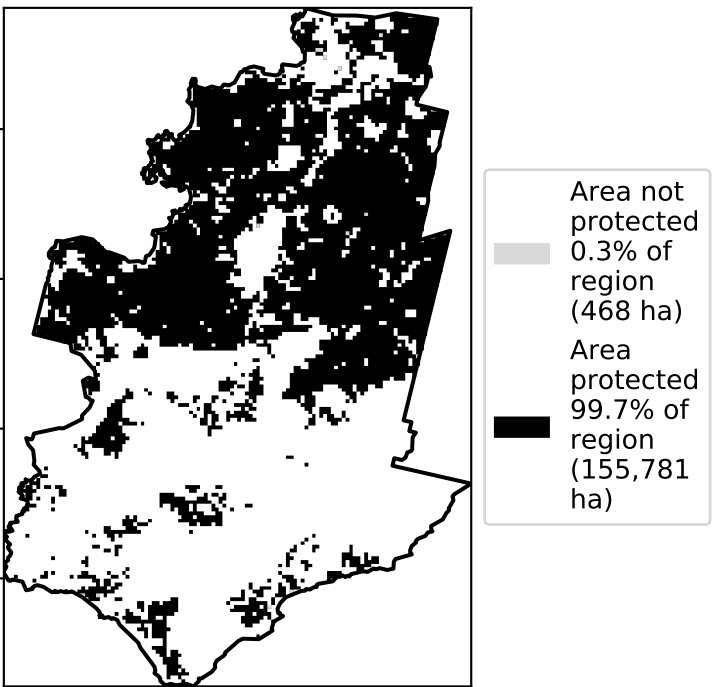 Area not
protected
0.3% of
region
(468 ha)
Area
protected
99.7% of
region
(155,781
ha)